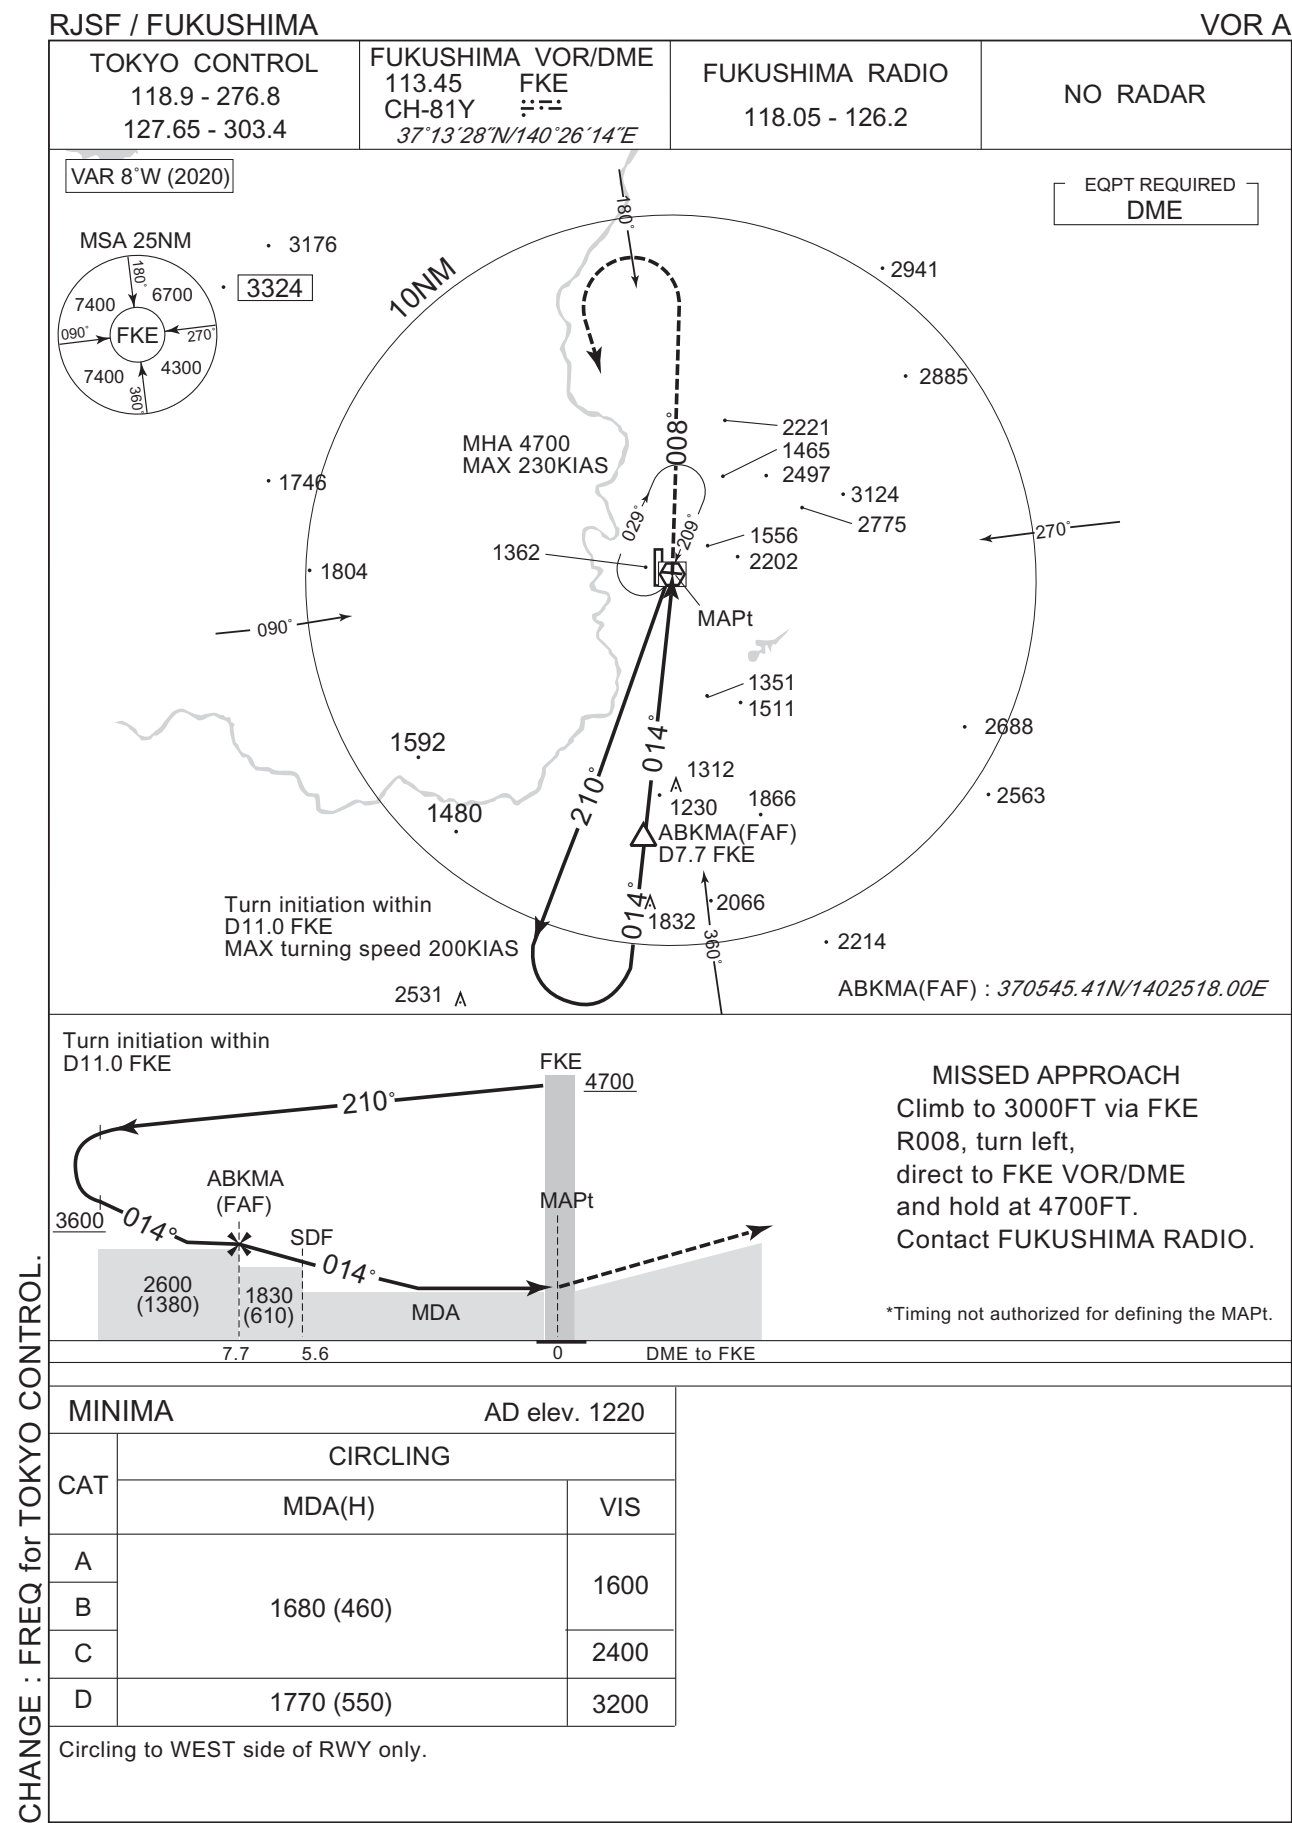 RJSF / FUKUSHIMA
VOR A
TOKYO CONTROL
118.9 - 276.8
127.65 - 303.4
FUKUSHIMA VOR/DME
113.45 FKE
CH-81Y
37°13´28˝N/140°26´14˝E
FUKUSHIMA RADIO
118.05 - 126.2
NO RADAR
VAR 8°W (2020)
EQPT REQUIRED
DME
MSA 25NM
180°
7400
6700
090°
FKE
270°
7400
4300
360°
3176
3324
10NM
180°
2941
2885
008°
2221
1465
2497
3124
2775
MHA 4700
MAX 230KIAS
1746
029°
209°
1556
2202
270°
1362
1804
MAPt
090°
1351
1511
014°
2688
1592
1312
210°
1230
1866
2563
1480
ABKMA(FAF)
D7.7 FKE
014°
2066
1832
360°
2214
Turn initiation within
D11.0 FKE
MAX turning speed 200KIAS
2531
ABKMA(FAF) : 370545.41N/1402518.00E
Turn initiation within
D11.0 FKE
FKE
4700
210°
ABKMA
(FAF)
MAPt
3600
014°
SDF
014°
2600
(1380)
1830
(610)
MDA
7.7
5.6
0
DME to FKE
MISSED APPROACH
Climb to 3000FT via FKE
R008, turn left,
direct to FKE VOR/DME
and hold at 4700FT.
Contact FUKUSHIMA RADIO.
*Timing not authorized for defining the MAPt.
MINIMA
AD elev. 1220
CAT
CIRCLING
MDA(H)
VIS
A
B
C
D
1680 (460)
1770 (550)
1600
2400
3200
Circling to WEST side of RWY only.
CHANGE : FREQ for TOKYO CONTROL.